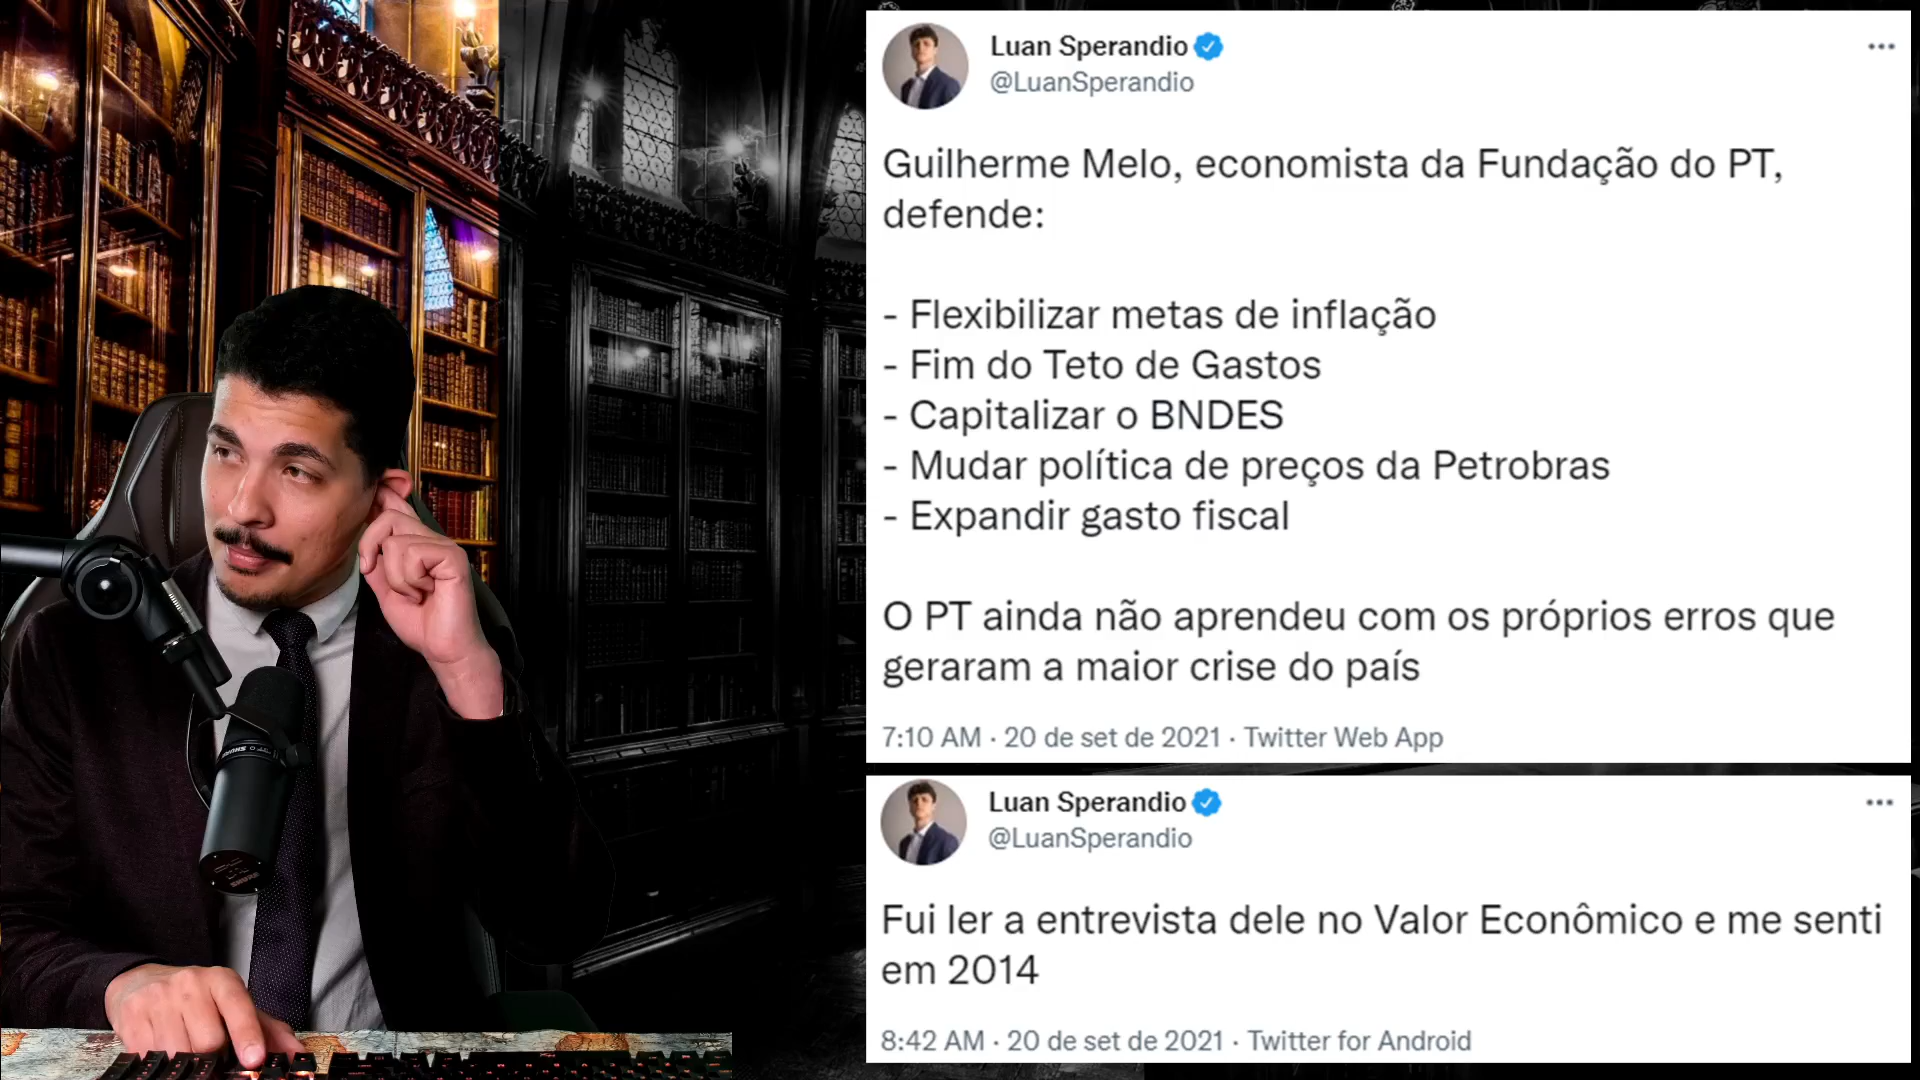 Luan Sperandio
@LuanSperandio
Guilherme Melo, economista da Fundação do PT,
defende:
- Flexibilizar metas de inflação
- Fim do Teto de Gastos
- Capitalizar o BNDES
- Mudar política de preços da Petrobras
- Expandir gasto fiscal
O PT ainda não aprendeu com os próprios erros que
geraram a maior crise do país
7:10 AM · 20 de set de 2021 · Twitter Web App
Luan Sperandio
@LuanSperandio
Fui ler a entrevista dele no Valor Econômico e me senti
em 2014
8:42 AM · 20 de set de 2021 · Twitter for Android
SHURE
SHURE